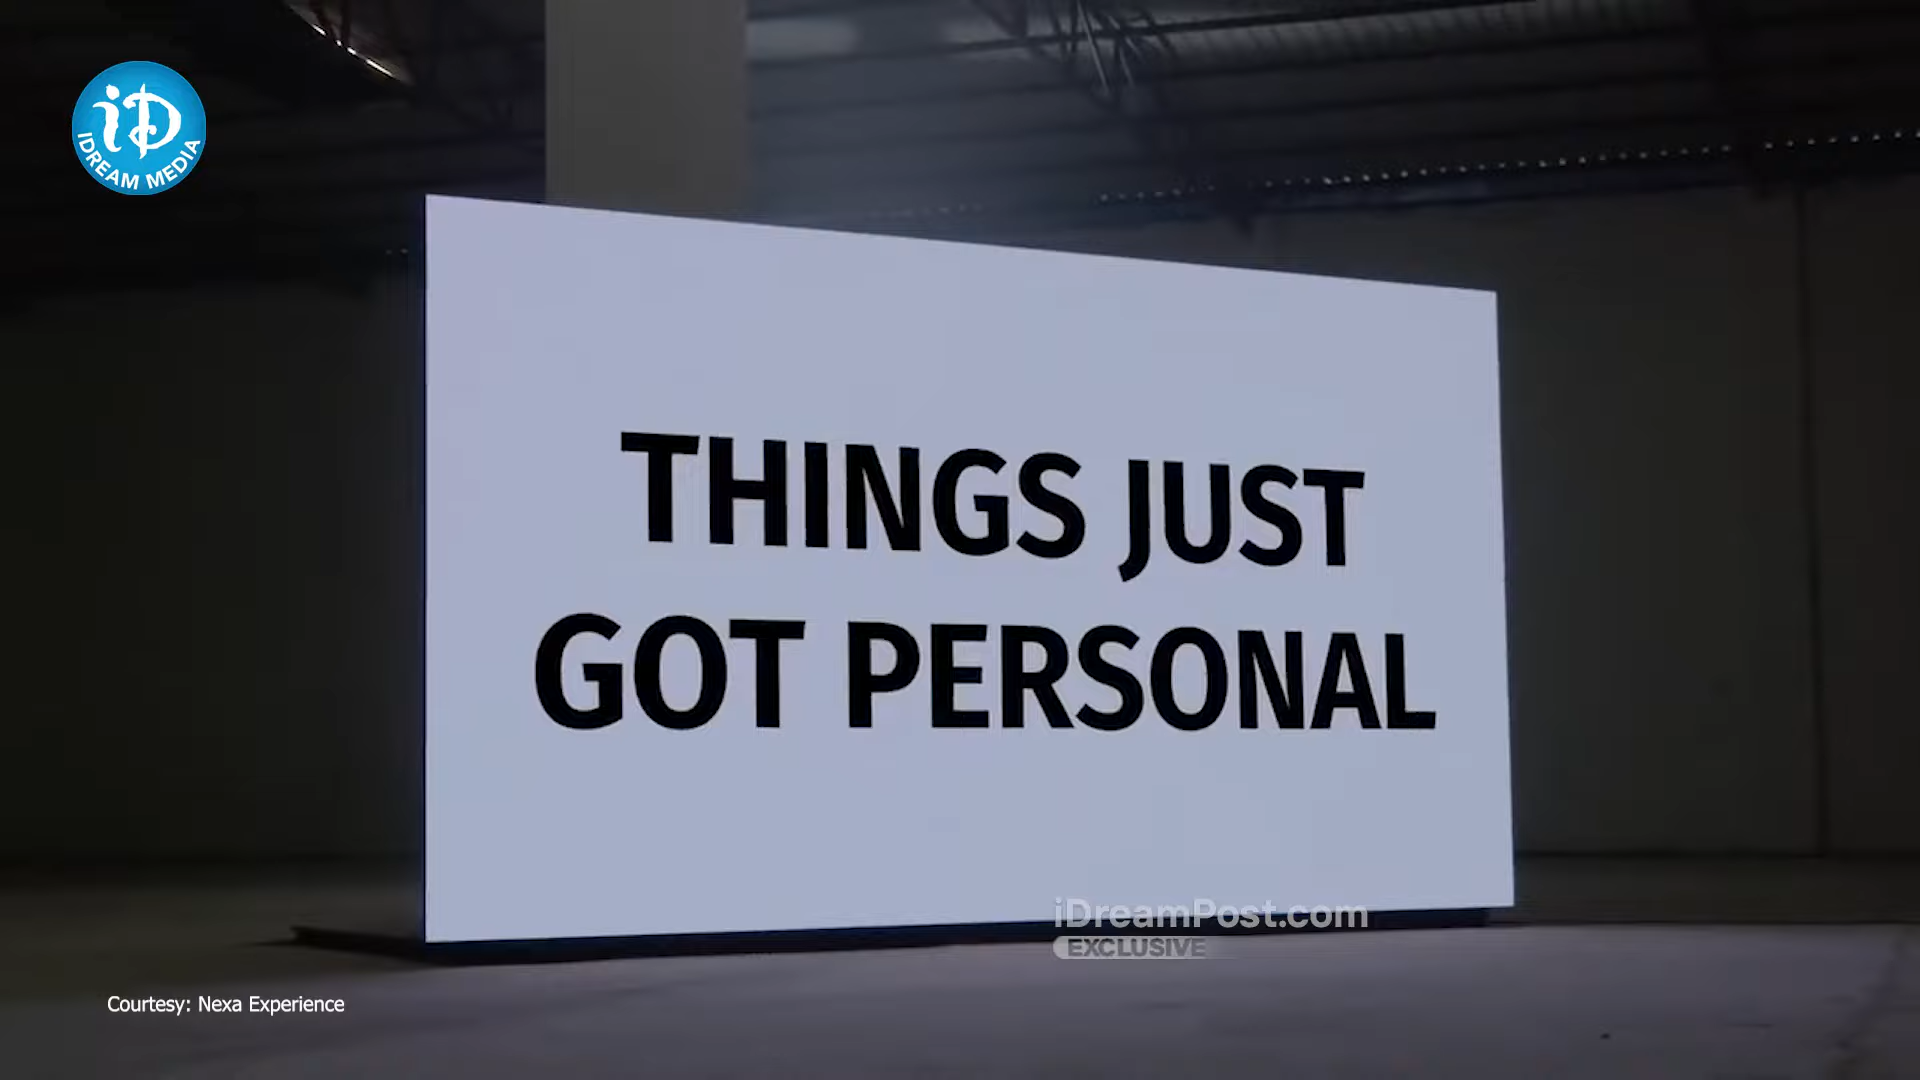 iD
IDREAM MEDIA
THINGS JUST
GOT PERSONAL
iDreamPost.com
EXCLUSIVE
Courtesy: Nexa Experience